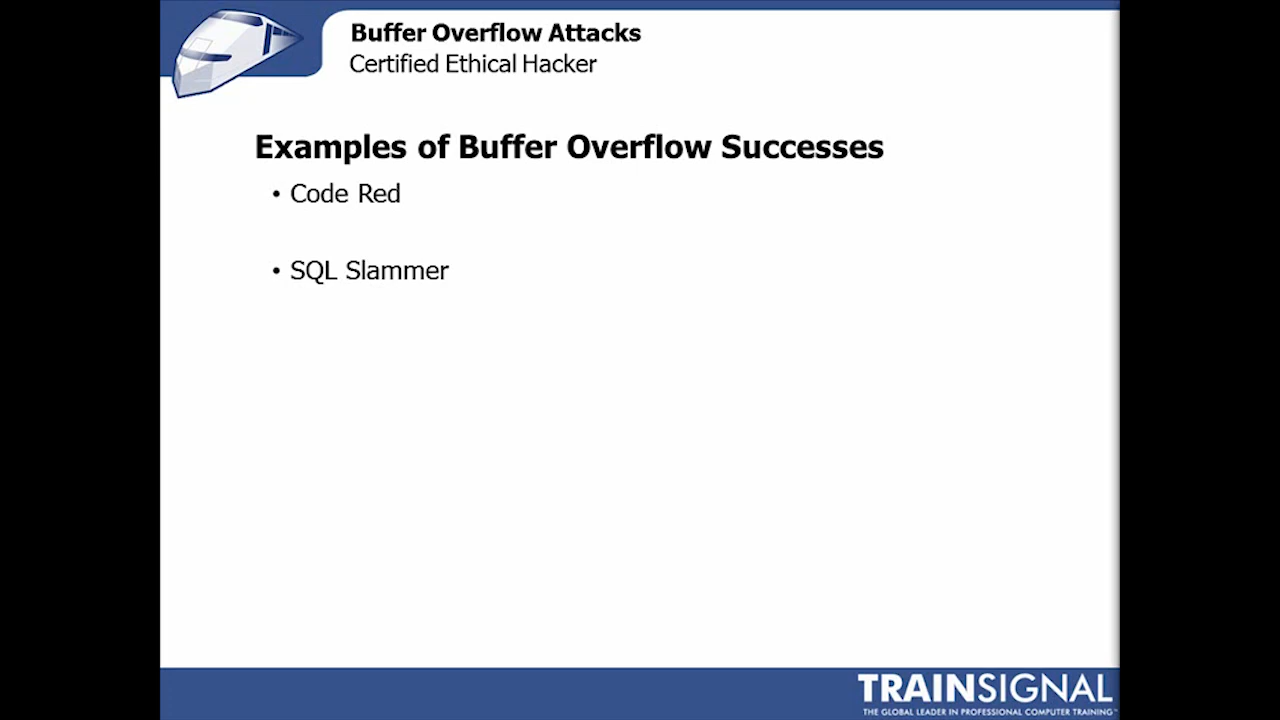 Buffer Overflow Attacks
Certified Ethical Hacker
Examples of Buffer Overflow Successes
• Code Red
• SQL Slammer
TRAINSIGNAL
THE GLOBAL LEADER IN PROFESSIONAL COMPUTER TRAINING